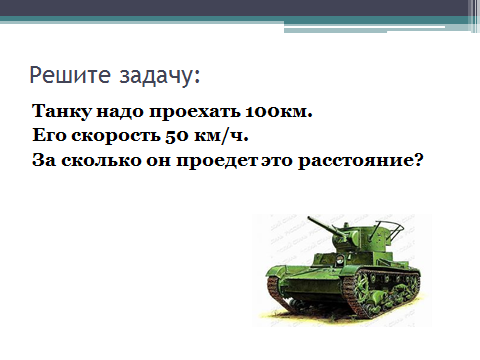 Решите задачу:
Танку надо проехать 100км.
Его скорость 50 км/ч.
За сколько он проедет это расстояние?